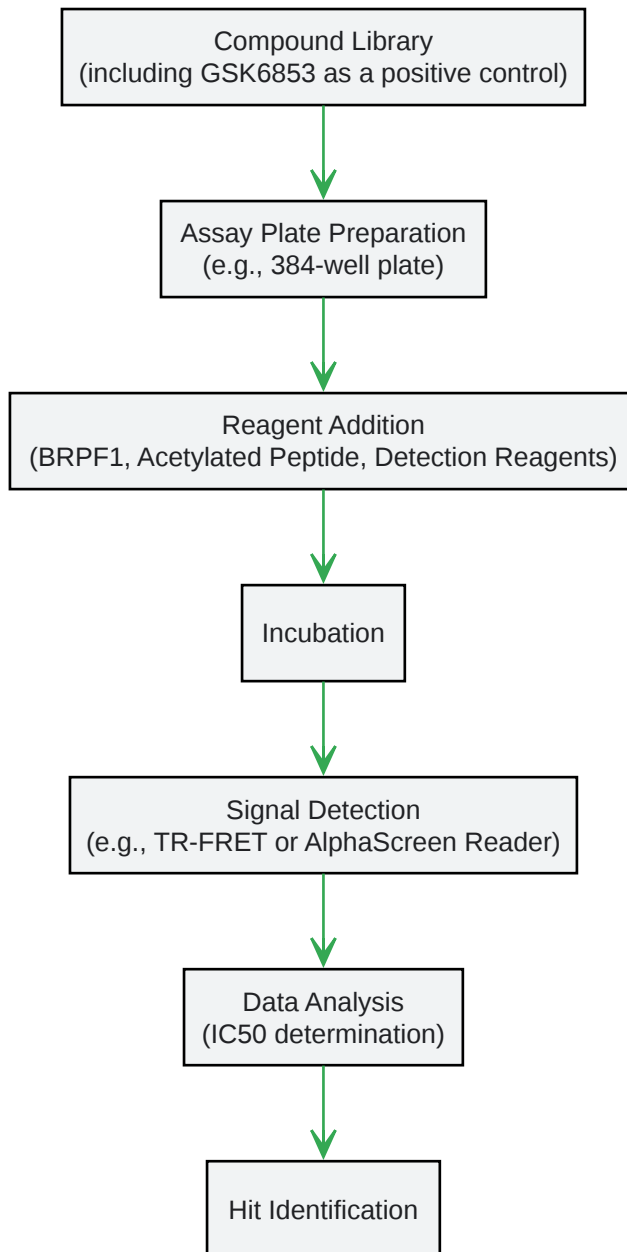 Compound Library
(including GSK6853 as a positive control)
Assay Plate Preparation
(e.g., 384-well plate)
Reagent Addition
(BRPF1, Acetylated Peptide, Detection Reagents)
Incubation
Signal Detection
(e.g., TR-FRET or AlphaScreen Reader)
Data Analysis
(IC50 determination)
Hit Identification